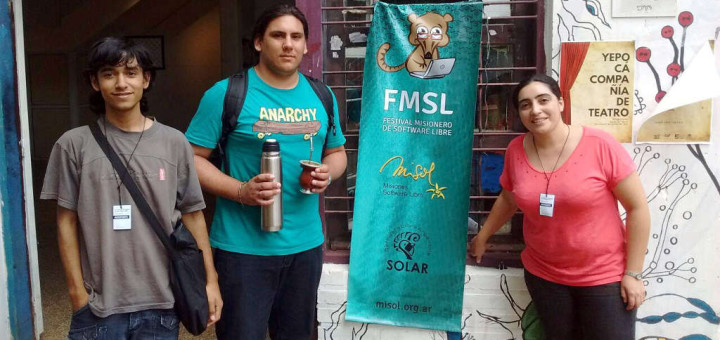 FMSL
FESTIVAL MISIONERO
DE SOFTWARE LIBRE
misol
Misiones
Software Libre
SOLAR
misol.org.ar
ANARCHY
YEPO
CÁ COMPA
ÑÍA DE
TEATRO